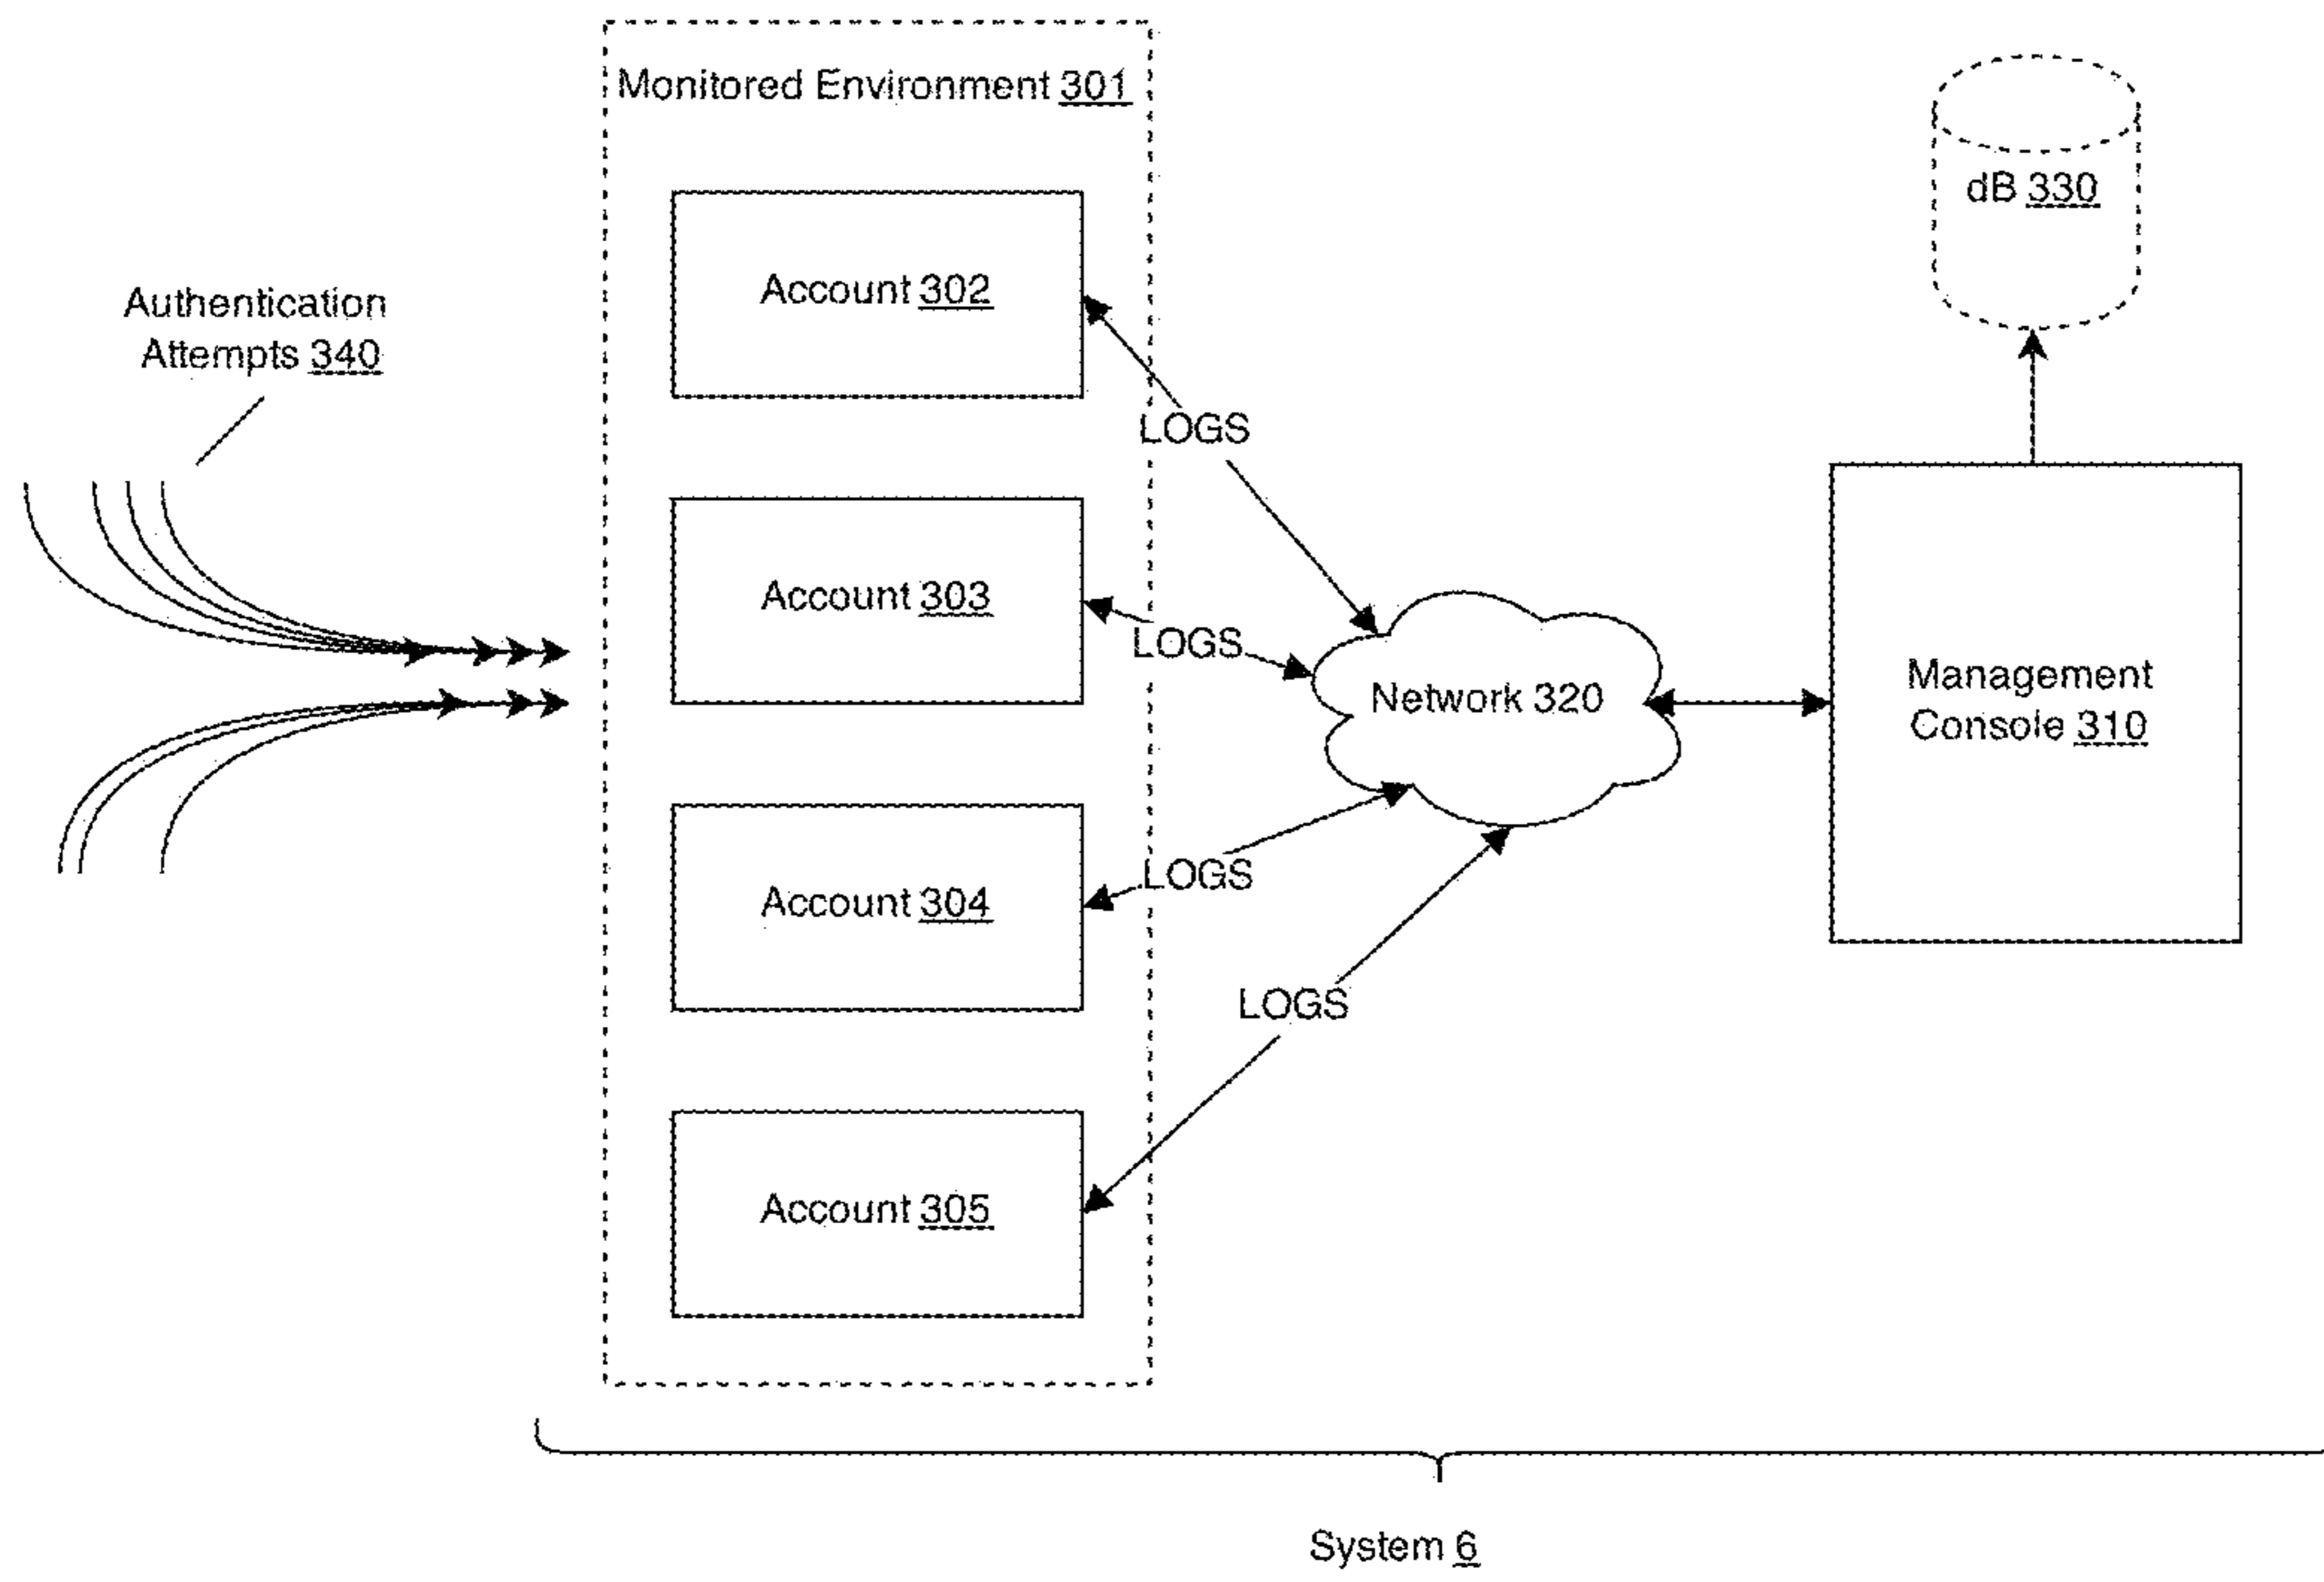 Monitored Environment 301
dB 330
Account 302
Authentication
Attempts 340
LOGS
Account 303
LOGS
Network 320
Management
Console 310
Account 304
LOGS
LOGS
Account 305
System 6